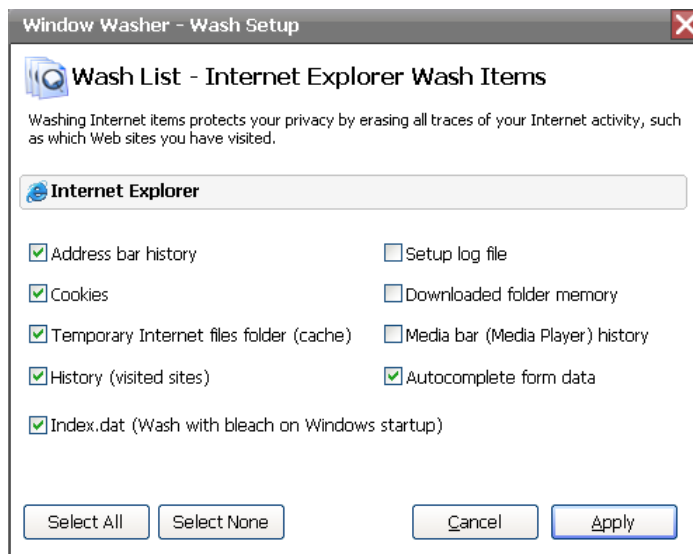 Window Washer - Wash Setup
Wash List - Internet Explorer Wash Items
Washing Internet items protects your privacy by erasing all traces of your Internet activity, such
as which Web sites you have visited.
Internet Explorer
Address bar history
Setup log file
Cookies
Downloaded folder memory
Temporary Internet files folder (cache)
Media bar (Media Player) history
History (visited sites)
Autocomplete form data
Index.dat (Wash with bleach on Windows startup)
Select All
Select None
Cancel
Apply